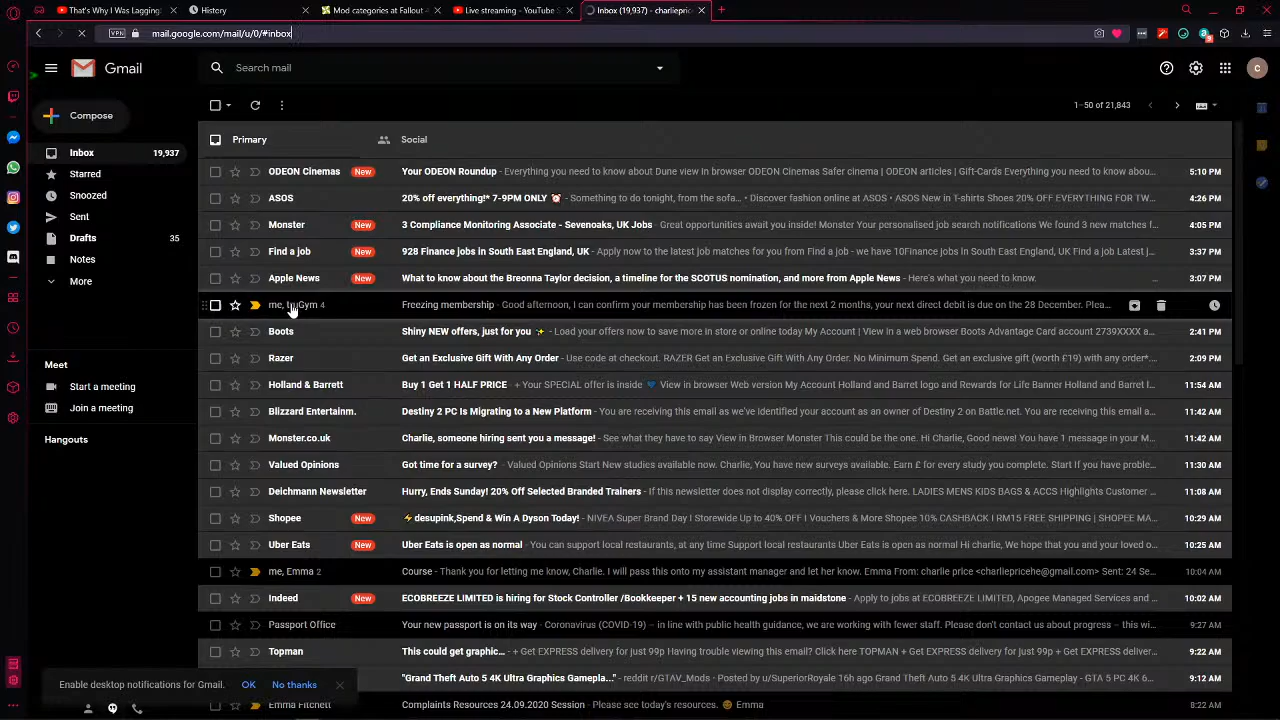 That's Why I Was Lagging: History Mod categories at Fallout Live streaming - YouTube S Inbox (19,937) - charlieprice
VPN mail.google.com/mail/u/0/#inbox
Gmail Search mail C
Compose 1–50 of 21,843
Primary Social
Inbox 19,937
Starred
Snoozed
Sent
Drafts 35
Notes
More
Meet
Start a meeting
Join a meeting
Hangouts
ODEON Cinemas New Your ODEON Roundup - Everything you need to know about Dune view In browser ODEON Cinemas Safer cinema | ODEON articles | Gift-Cards Everything you need to know abou... 5:10 PM
ASOS 20% off everything!* 7-9PM ONLY ⏰ - Something to do tonight, from the sofa... • Discover fashion online at ASOS • ASOS New in T-shirts Shoes 20% OFF EVERYTHING FOR TW... 4:26 PM
Monster New 3 Compliance Monitoring Associate - Sevenoaks, UK Jobs - Great opportunities await you inside! Monster Your personalised job search notifications We found 3 new matches f... 4:05 PM
Find a job New 928 Finance jobs in South East England, UK - Apply now to the latest job matches for you from Find a job - we have 10Finance jobs in South East England, UK Job Latest j... 3:37 PM
Apple News New What to know about the Breonna Taylor decision, a timeline for the SCOTUS nomination, and more from Apple News - Here's what you need to know. 3:07 PM
me, Gym 4 Freezing membership - Good afternoon, I can confirm your membership has been frozen for the next 2 months, your next direct debit is due on the 28 December. Plea...
Boots Shiny NEW offers, just for you ✨ - Load your offers now to save more in store or online today My Account | View in a web browser Boots Advantage Card account 2739XXXX a... 2:41 PM
Razer Get an Exclusive Gift With Any Order - Use code at checkout. RAZER Get an Exclusive Gift With Any Order. No Minimum Spend. Get an exclusive gift (worth £19) with any order*... 2:09 PM
Holland & Barrett Buy 1 Get 1 HALF PRICE - + Your SPECIAL offer is inside 💙 View in browser Web version My Account Holland and Barret logo and Rewards for Life Banner Holland and Barret l... 11:54 AM
Blizzard Entertainm. Destiny 2 PC Is Migrating to a New Platform - You are receiving this email as we've identified your account as an owner of Destiny 2 on Battle.net. You are receiving this email a... 11:42 AM
Monster.co.uk Charlie, someone hiring sent you a message! - See what they have to say View in Browser Monster This could be the one. Hi Charlie, Good news! You have 1 message in your M... 11:42 AM
Valued Opinions Got time for a survey? - Valued Opinions Start New studies available now. Charlie, You have new surveys available. Earn £ for every study you complete. Start If you have proble... 11:30 AM
Deichmann Newsletter Hurry, Ends Sunday! 20% Off Selected Branded Trainers - If this newsletter does not display correctly, please click here. LADIES MENS KIDS BAGS & ACCS Highlights Customer ... 11:08 AM
Shopee New ⚡desupink,Spend & Win A Dyson Today! - NIVEA Super Brand Day I Storewide Up to 40% OFF I Vouchers & More Shopee 10% CASHBACK I RM15 FREE SHIPPING | SHOPEE MA... 10:29 AM
Uber Eats New Uber Eats is open as normal - You can support local restaurants, at any time Support local restaurants Uber Eats is open as normal Hi charlie, We hope that you and your loved o... 10:25 AM
me, Emma 2 Course - Thank you for letting me know, Charlie. I will pass this onto my assistant manager and let her know. Emma From: charlie price <charliepricehe@gmail.com> Sent: 24 Se... 10:04 AM
Indeed New ECOBREEZE LIMITED is hiring for Stock Controller /Bookkeeper + 15 new accounting jobs in maidstone - Apply to jobs at ECOBREEZE LIMITED, Apogee Managed Services and ... 10:02 AM
Passport Office Your new passport is on its way - Coronavirus (COVID-19) – in line with public health guidance, we are working with fewer staff. Please don't contact us about progress – this wi... 9:27 AM
Topman This could get graphic... - + Get EXPRESS delivery for just 99p Having trouble viewing this email? Click here TOPMAN + Get EXPRESS delivery for just 99p ... 9:22 AM
"Grand Theft Auto 5 4K Ultra Graphics Gamepla..." - reddit r/GTAV_Mods - Posted by u/SuperiorRoyale 16h ago Grand Theft Auto 5 4K Ultra Graphics Gameplay - GTA 5 PC 4K ... 9:12 AM
Emma Fitchett Complaints Resources 24.09.2020 Session - Please see today's resources. 😊 Emma 8:22 AM
Enable desktop notifications for Gmail. OK No thanks